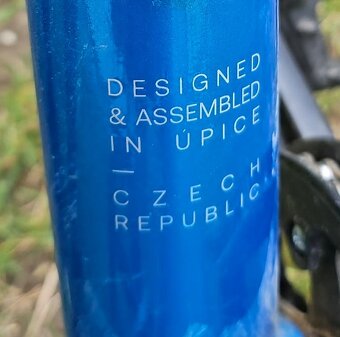 DESIGNED
& ASSEMBLED
IN ÚPICE
—
CZECH
REPUBLIC